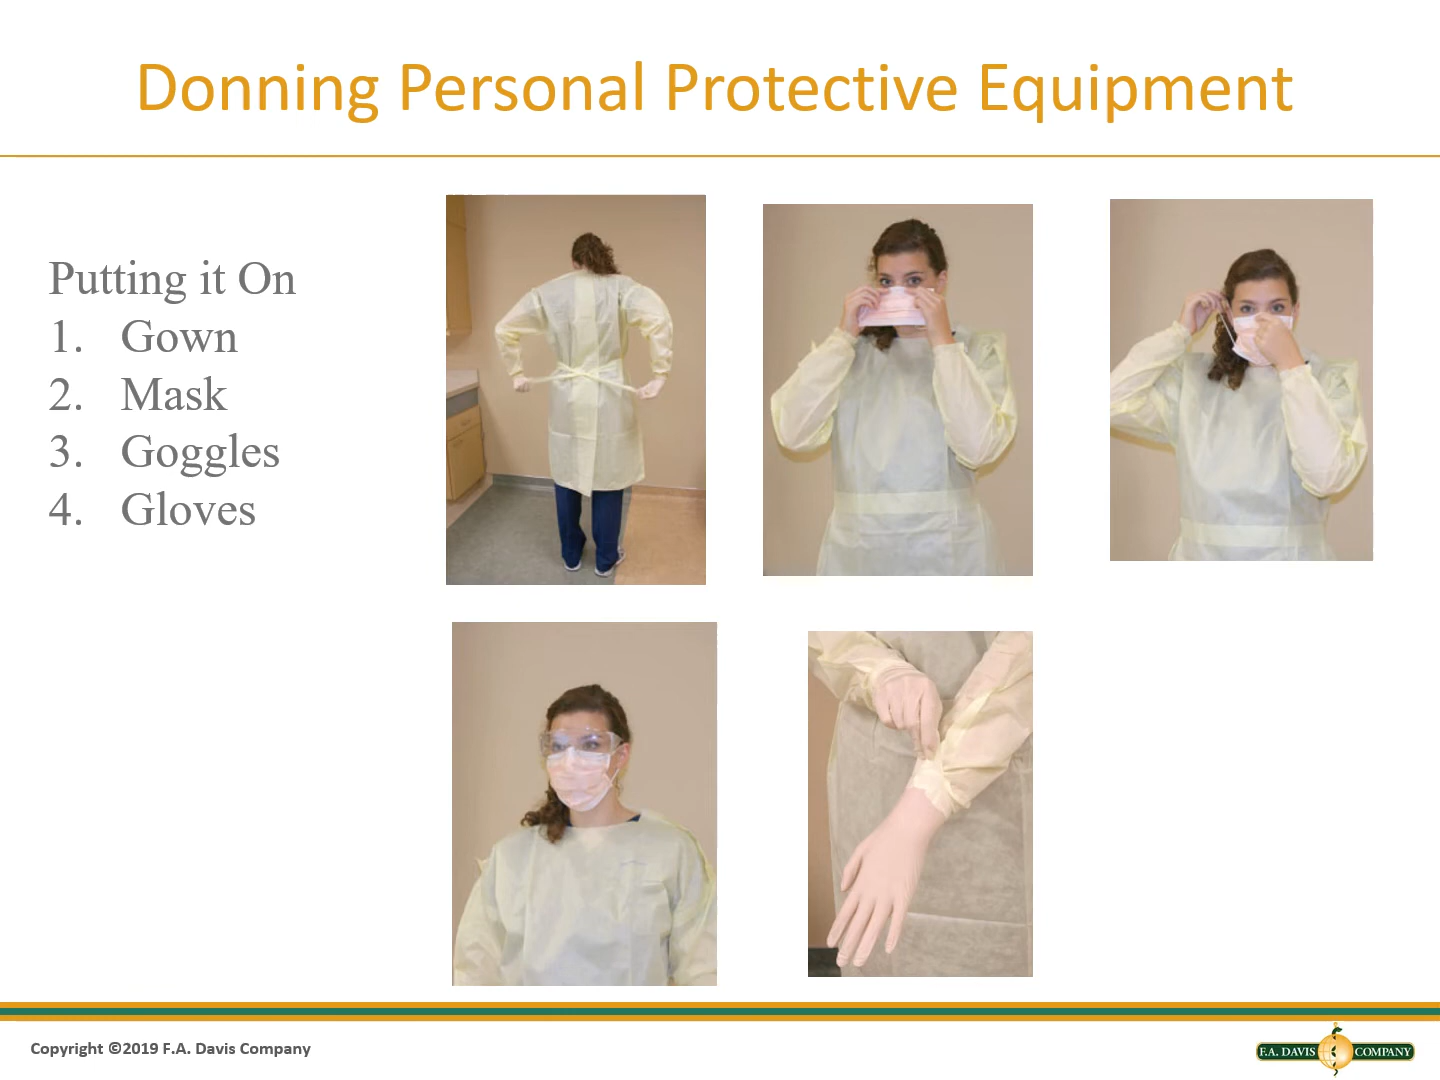 Donning Personal Protective Equipment
Putting it On
1. Gown
2. Mask
3. Goggles
4. Gloves
Copyright ©2019 F.A. Davis Company
F.A. DAVIS COMPANY